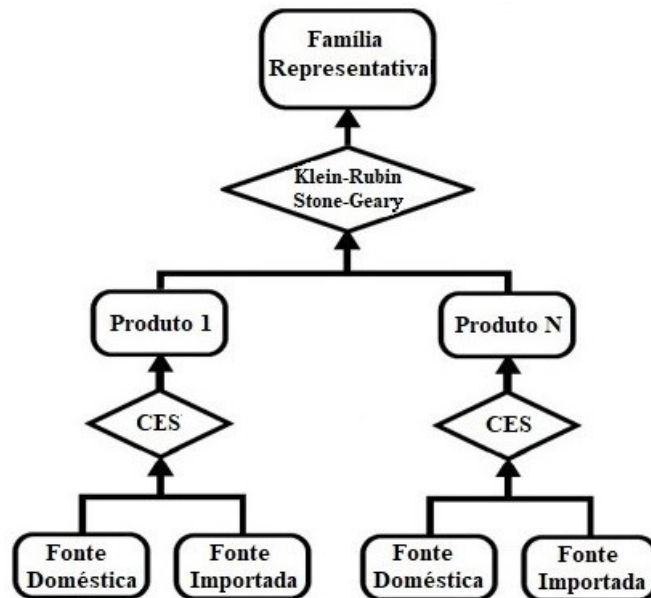 Família
Representativa
Klein-Rubin
Stone-Geary
Produto 1
Produto N
CES
CES
Fonte
Doméstica
Fonte
Importada
Fonte
Doméstica
Fonte
Importada